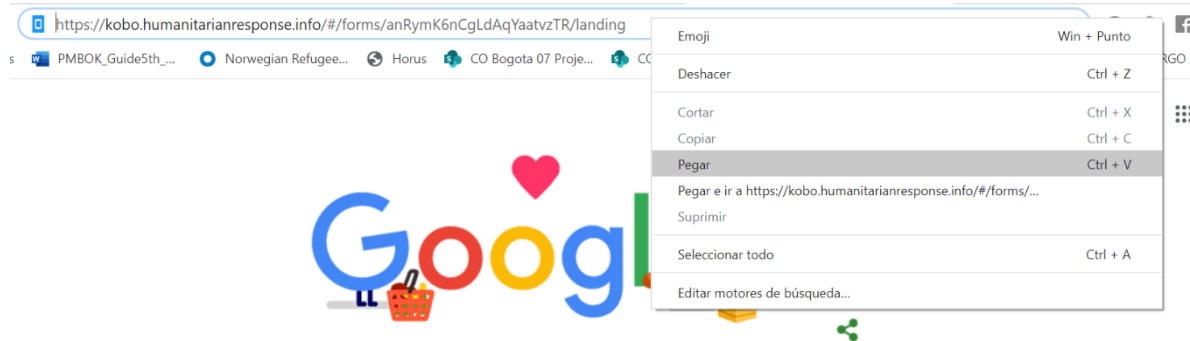 https://kobo.humanitarianresponse.info/#/forms/anRymK6nCgLdAqYaatvzTR/landing
s PMBOK_Guide5th_... Norwegian Refugee... Horus CO Bogota 07 Proje... CO RGO
Emoji Win + Punto
Deshacer Ctrl + Z
Cortar Ctrl + X
Copiar Ctrl + C
Pegar Ctrl + V
Pegar e ir a https://kobo.humanitarianresponse.info/#/forms/...
Suprimir
Seleccionar todo Ctrl + A
Editar motores de búsqueda...
Googl